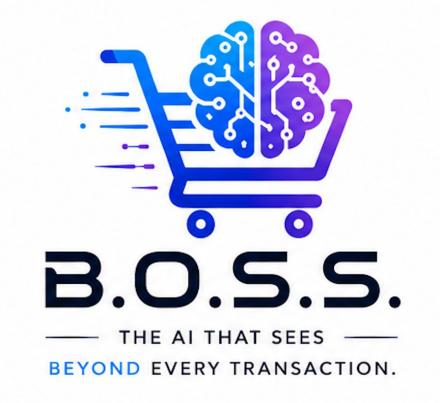 B.O.S.S.
THE AI THAT SEES
BEYOND EVERY TRANSACTION.